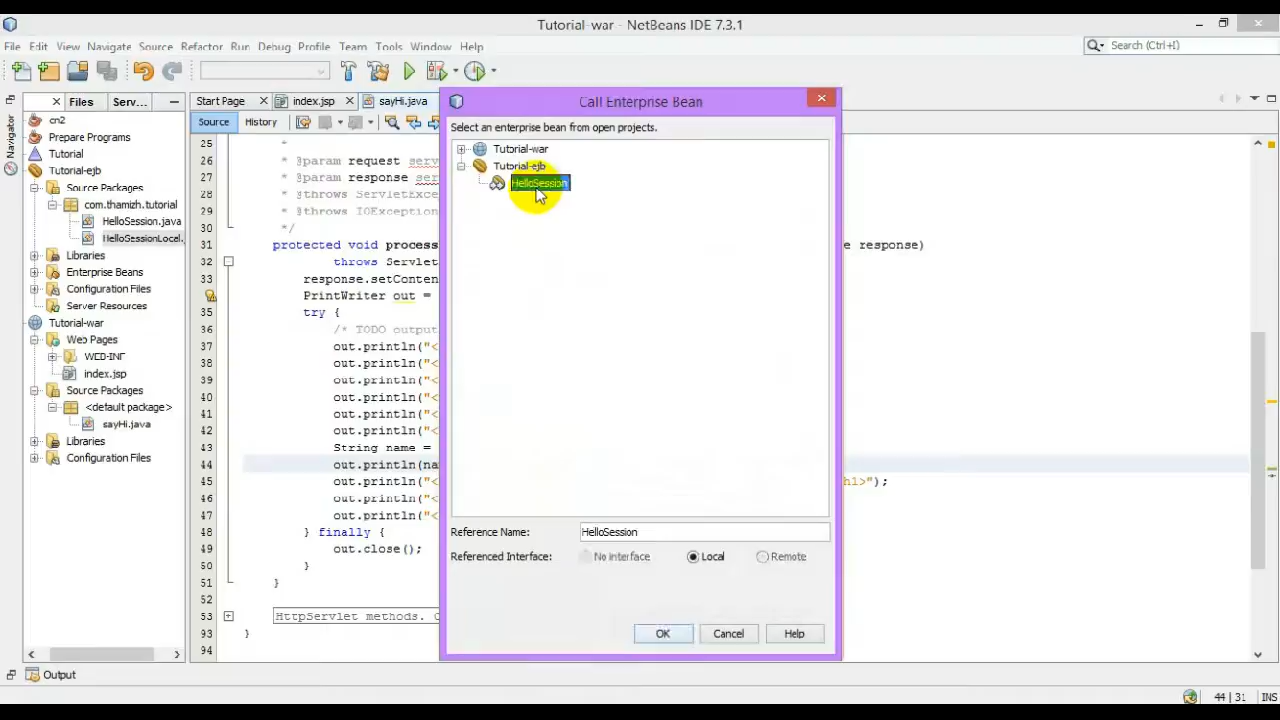 Tutorial-war - NetBeans IDE 7.3.1
File Edit View Navigate Source Refactor Run Debug Profile Team Tools Window Help
Search (Ctrl+I)
Files Serv...
Start Page index.jsp sayHi.java
Source History
Navigator
cn2
Prepare Programs
Tutorial
Tutorial-ejb
Source Packages
com.thamizh.tutorial
HelloSession.java
HelloSessionLocal.
Libraries
Enterprise Beans
Configuration Files
Server Resources
Tutorial-war
Web Pages
WEB-INF
index.jsp
Source Packages
<default package>
sayHi.java
Libraries
Configuration Files
25 *
26 * @param request serv
27 * @param response se
28 * @throws ServletExce
29 * @throws IOException
30 */
31 protected void process e response)
32 throws Servlet
33 response.setConten
34 PrintWriter out =
35 try {
36 /* TODO output
37 out.println("<
38 out.println("<
39 out.println("<
40 out.println("<
41 out.println("<
42 out.println("<
43 String name =
44 out.println(na
45 out.println("< h1>");
46 out.println("<
47 out.println("<
48 } finally {
49 out.close();
50 }
51 }
52
53 HttpServlet methods.
93 }
94
Call Enterprise Bean
Select an enterprise bean from open projects.
Tutorial-war
Tutorial-ejb
HelloSession
Reference Name: HelloSession
Referenced Interface: No interface Local Remote
OK Cancel Help
Output
44 | 31 INS